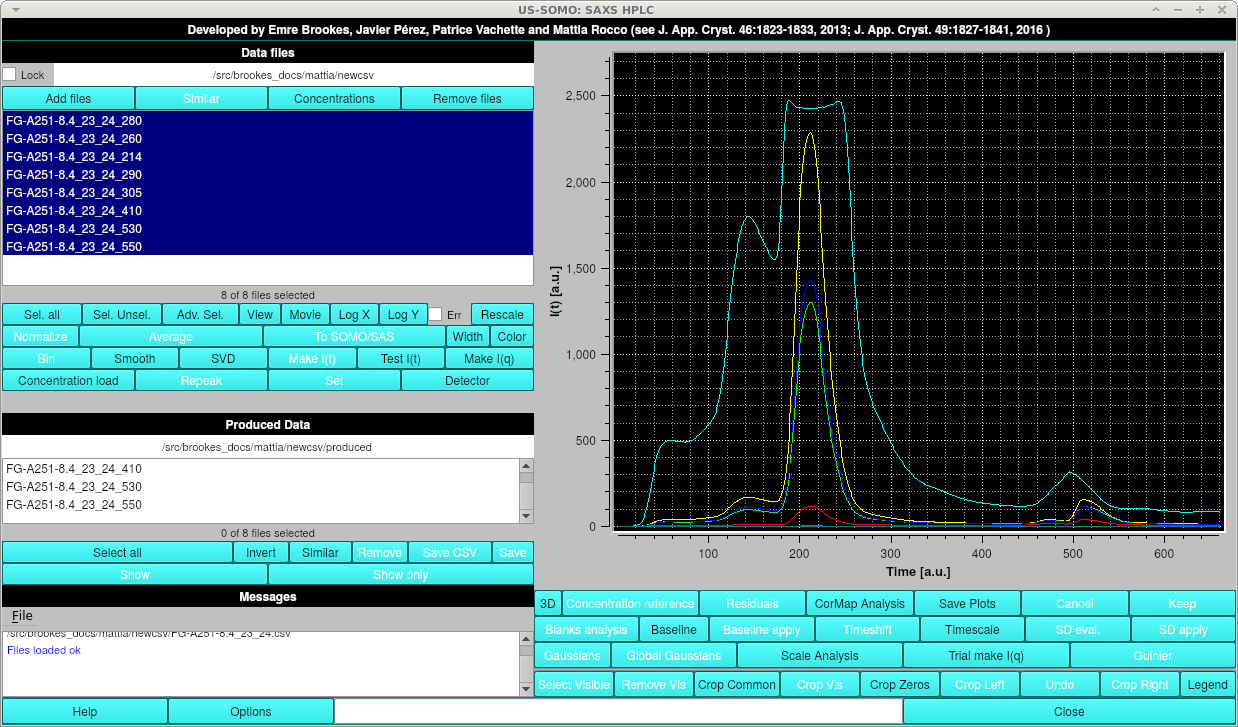 US-SOMO: SAXS HPLC
Developed by Emre Brookes, Javier Pérez, Patrice Vachette and Mattia Rocco (see J. App. Cryst. 46:1823-1833, 2013; J. App. Cryst. 49:1827-1841, 2016 )
Data files
Lock /src/brookes_docs/mattia/newcsv
Add files Similar Concentrations Remove files
FG-A251-8.4_23_24_280
FG-A251-8.4_23_24_260
FG-A251-8.4_23_24_214
FG-A251-8.4_23_24_290
FG-A251-8.4_23_24_305
FG-A251-8.4_23_24_410
FG-A251-8.4_23_24_530
FG-A251-8.4_23_24_550
8 of 8 files selected
Sel. all Sel. Unsel. Adv. Sel. View Movie Log X Log Y Err Rescale
Normalize Average To SOMO/SAS Width Color
Bin Smooth SVD Make I(t) Test I(t) Make I(q)
Concentration load Repeak Set Detector
Produced Data
/src/brookes_docs/mattia/newcsv/produced
FG-A251-8.4_23_24_410
FG-A251-8.4_23_24_530
FG-A251-8.4_23_24_550
0 of 8 files selected
Select all Invert Similar Remove Save CSV Save
Show Show only
Messages
File
/src/brookes_docs/mattia/newcsv/FG-A251-8.4_23_24.csv
Files loaded ok
Help Options
I(t) [a.u.]
2,500
2,000
1,500
1,000
500
0
100 200 300 400 500 600
Time [a.u.]
3D Concentration reference Residuals CorMap Analysis Save Plots Cancel Keep
Blanks analysis Baseline Baseline apply Timeshift Timescale SD eval. SD apply
Gaussians Global Gaussians Scale Analysis Trial make I(q) Guinier
Select Visible Remove Vis Crop Common Crop Vis Crop Zeros Crop Left Undo Crop Right Legend
Close